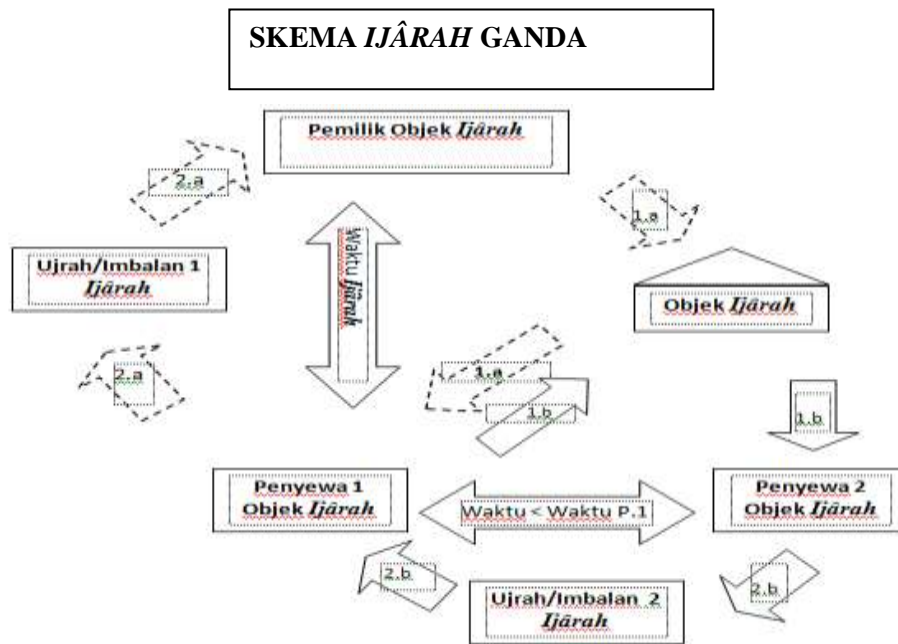 SKEMA IJÂRAH GANDA
Pemilik Objek Ijârah
2.a
1.a
Ujrah/Imbalan 1
Ijârah
Waktu Ijârah
Objek Ijârah
2.a
1.a
1.b
1.b
Penyewa 1
Objek Ijârah
Waktu < Waktu P.1
Penyewa 2
Objek Ijârah
2.b
2.b
Ujrah/Imbalan 2
Ijârah